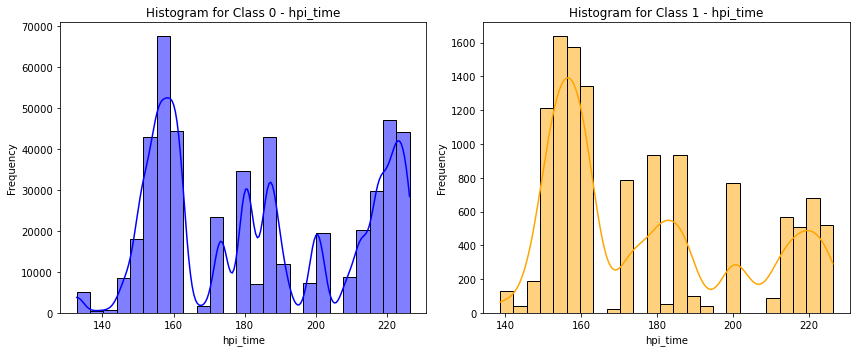 Histogram for Class 0 - hpi_time
Frequency
70000
60000
50000
40000
30000
20000
10000
0
140 160 180 200 220
hpi_time
Histogram for Class 1 - hpi_time
Frequency
1600
1400
1200
1000
800
600
400
200
0
140 160 180 200 220
hpi_time